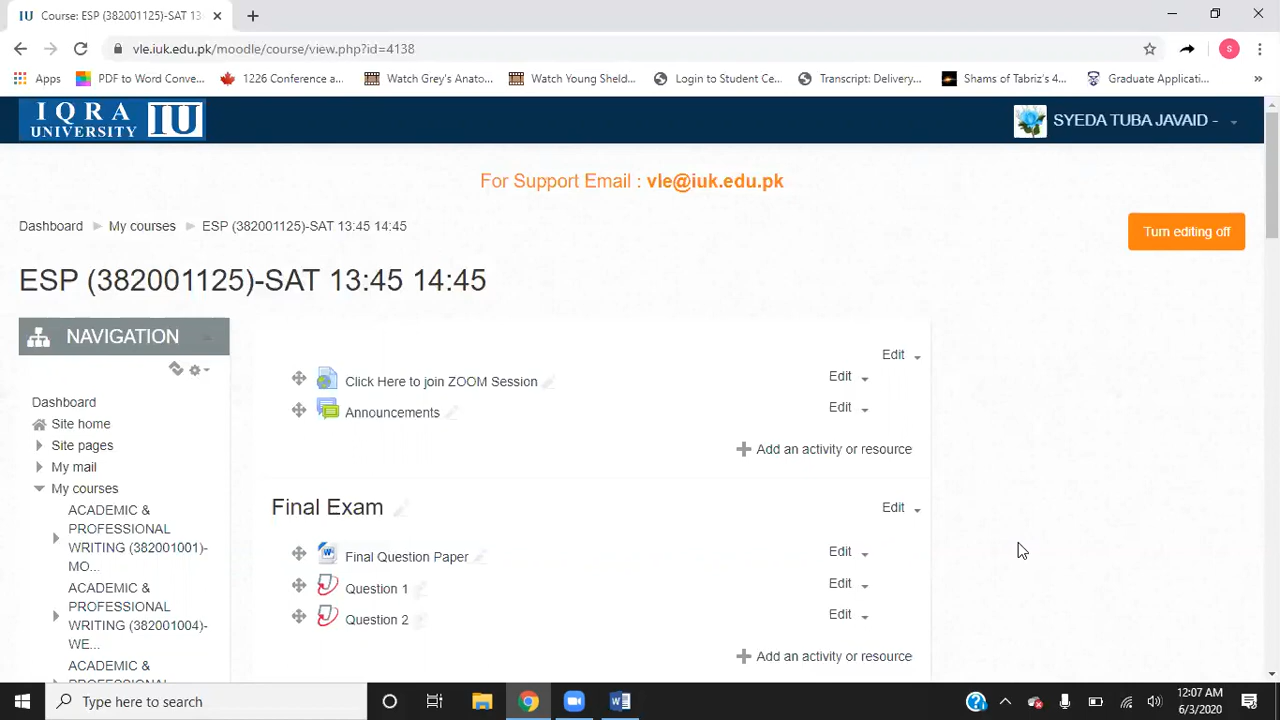 IU Course: ESP (382001125)-SAT 13:
vle.iuk.edu.pk/moodle/course/view.php?id=4138
S
Apps PDF to Word Conve... 1226 Conference a... Watch Grey's Anato... Watch Young Sheld... Login to Student Ce... Transcript: Delivery... Shams of Tabriz's 4... Graduate Applicati... »
IQRA
UNIVERSITY IU
SYEDA TUBA JAVAID -
For Support Email : vle@iuk.edu.pk
Dashboard My courses ESP (382001125)-SAT 13:45 14:45
Turn editing off
ESP (382001125)-SAT 13:45 14:45
NAVIGATION
Dashboard
Site home
Site pages
My mail
My courses
ACADEMIC &
PROFESSIONAL
WRITING (382001001)-
MO...
ACADEMIC &
PROFESSIONAL
WRITING (382001004)-
WE...
ACADEMIC &
Edit
Click Here to join ZOOM Session Edit
Announcements Edit
Add an activity or resource
Final Exam Edit
Final Question Paper Edit
Question 1 Edit
Question 2 Edit
Add an activity or resource
Type here to search
12:07 AM
6/3/2020